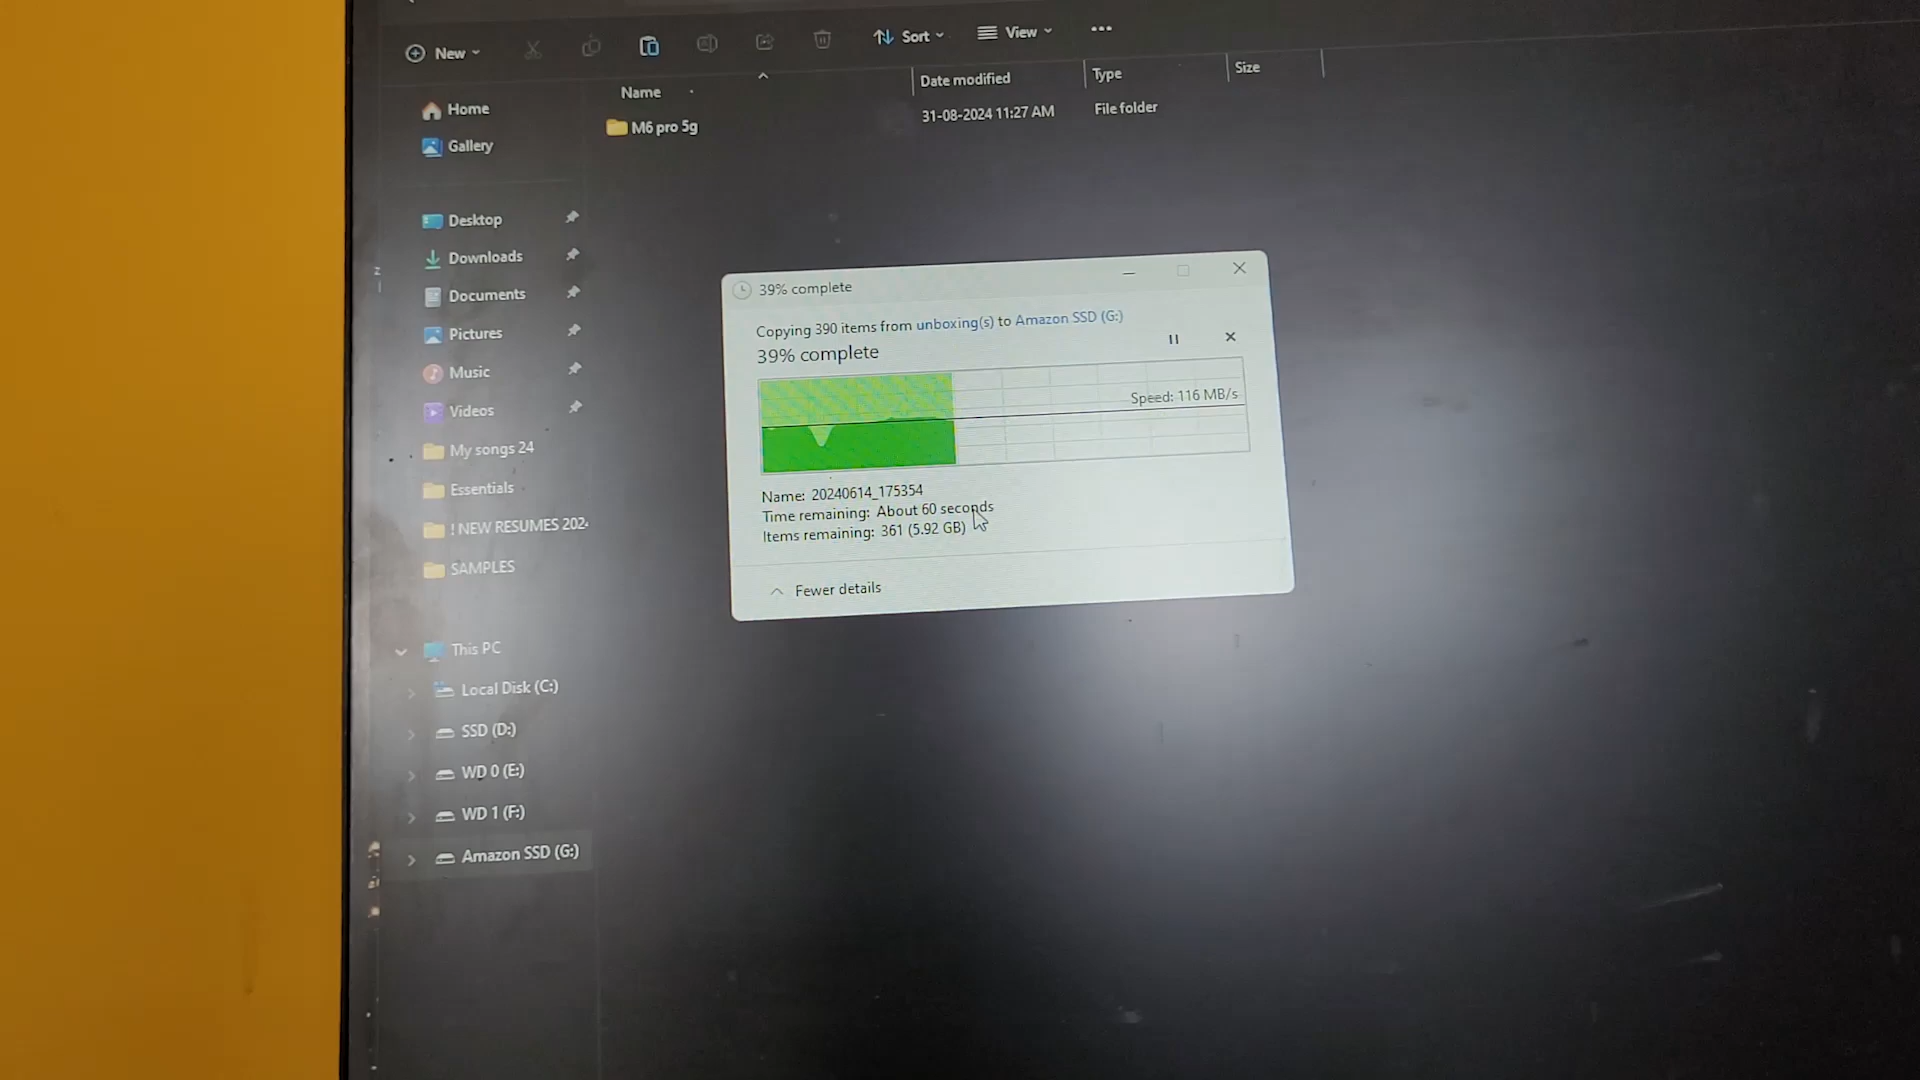 New
Sort
View
Name
Date modified
Type
Size
M6 pro 5g
31-08-2024 11:27 AM
File folder
Home
Gallery
Desktop
Downloads
Documents
Pictures
Music
Videos
My songs 24
Essentials
! NEW RESUMES 202
SAMPLES
This PC
Local Disk (C:)
SSD (D:)
WD 0 (E:)
WD 1 (F:)
Amazon SSD (G:)
39% complete
Copying 390 items from unboxing(s) to Amazon SSD (G:)
39% complete
Speed: 116 MB/s
Name: 20240614_175354
Time remaining: About 60 seconds
Items remaining: 361 (5.92 GB)
Fewer details